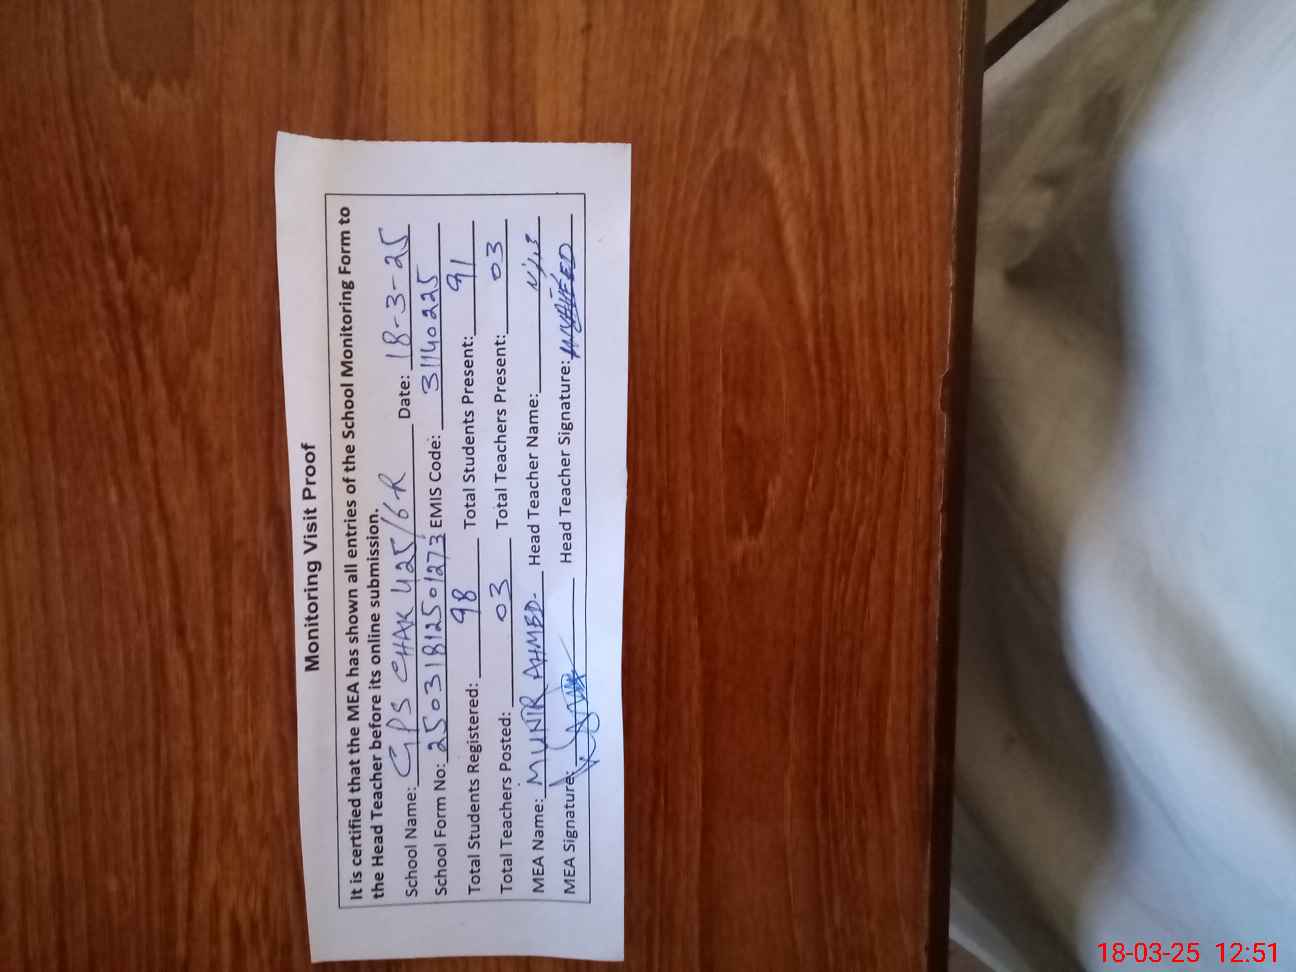 Monitoring Visit Proof
It is certified that the MEA has shown all entries of the School Monitoring Form to
the Head Teacher before its online submission.
School Name: GPS CHAK 425/6-R Date: 18-3-25
School Form No: 25031812501273 EMIS Code: 31140225
Total Students Registered: 98 Total Students Present: 91
Total Teachers Posted: 03 Total Teachers Present: 03
MEA Name: MUNIR AHMED- Head Teacher Name:
MEA Signature: Head Teacher Signature:
18-03-25 12:51